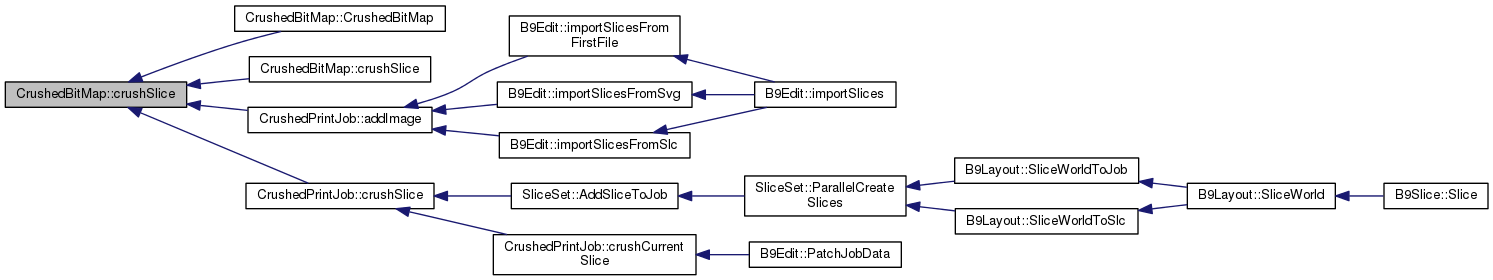 CrushedBitMap::crushSlice
CrushedBitMap::CrushedBitMap
CrushedBitMap::crushSlice
CrushedPrintJob::addImage
B9Edit::importSlicesFrom
FirstFile
B9Edit::importSlicesFromSvg
B9Edit::importSlicesFromSlc
B9Edit::importSlices
CrushedPrintJob::crushSlice
SliceSet::AddSliceToJob
SliceSet::ParallelCreate
Slices
B9Layout::SliceWorldToJob
B9Layout::SliceWorldToSlc
B9Layout::SliceWorld
B9Slice::Slice
CrushedPrintJob::crushCurrent
Slice
B9Edit::PatchJobData